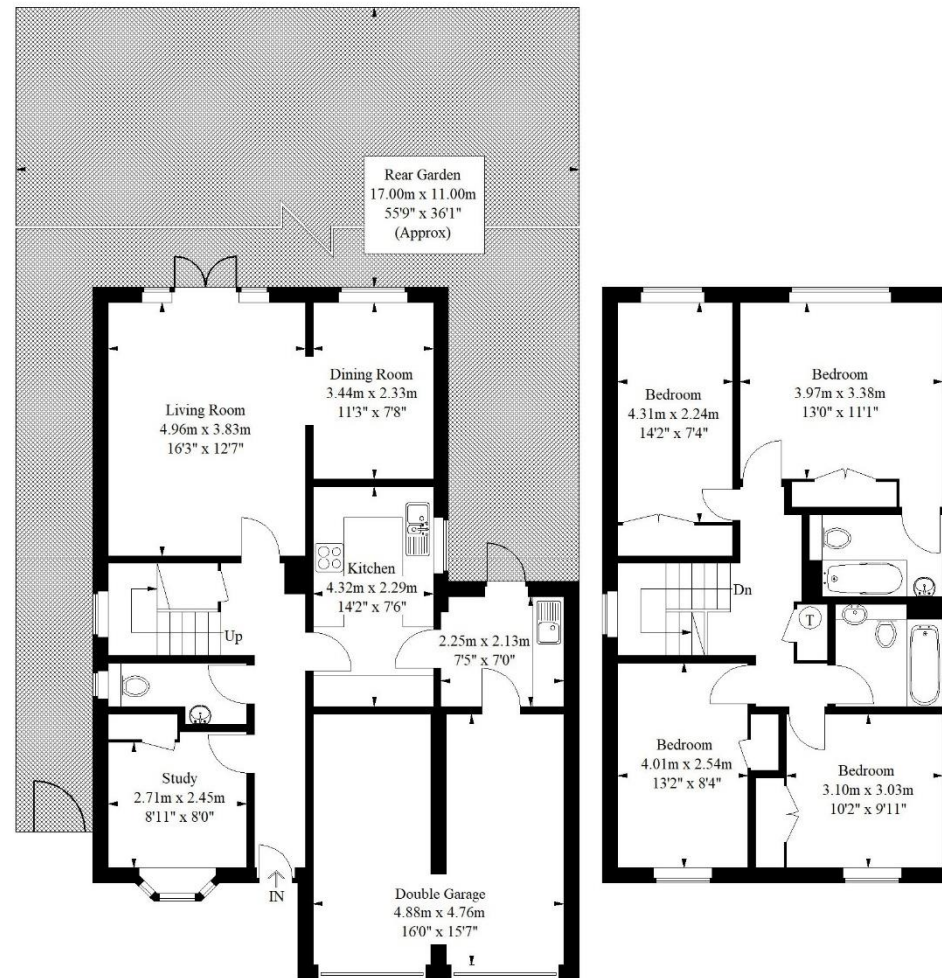 Rear Garden
17.00m x 11.00m
55'9" x 36'1"
(Approx)
Living Room
4.96m x 3.83m
16'3" x 12'7"
Dining Room
3.44m x 2.33m
11'3" x 7'8"
Kitchen
4.32m x 2.29m
14'2" x 7'6"
Up
2.25m x 2.13m
7'5" x 7'0"
Study
2.71m x 2.45m
8'11" x 8'0"
IN
Double Garage
4.88m x 4.76m
16'0" x 15'7"
Bedroom
4.31m x 2.24m
14'2" x 7'4"
Bedroom
3.97m x 3.38m
13'0" x 11'1"
Dn
T
Bedroom
4.01m x 2.54m
13'2" x 8'4"
Bedroom
3.10m x 3.03m
10'2" x 9'11"